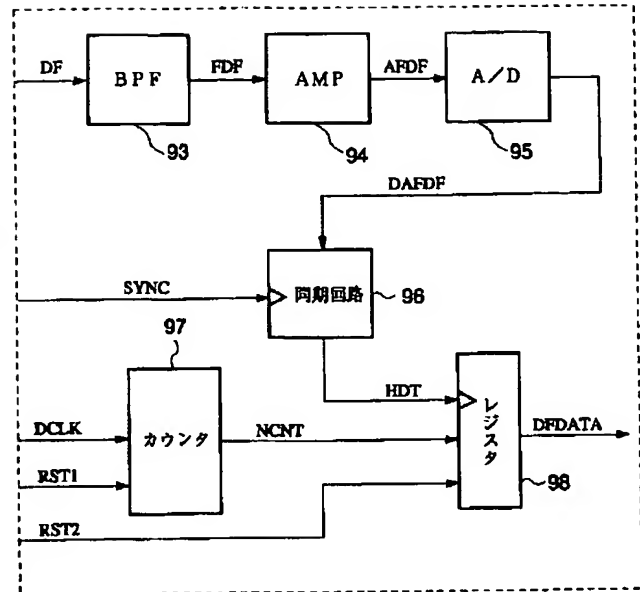 DF
BPF
FDF
AMP
AFDF
A/D
93
94
95
DAFDF
SYNC
同期回路
96
97
HDT
DCLK
カウンタ
NCNT
レジスタ
DFDATA
RST1
98
RST2